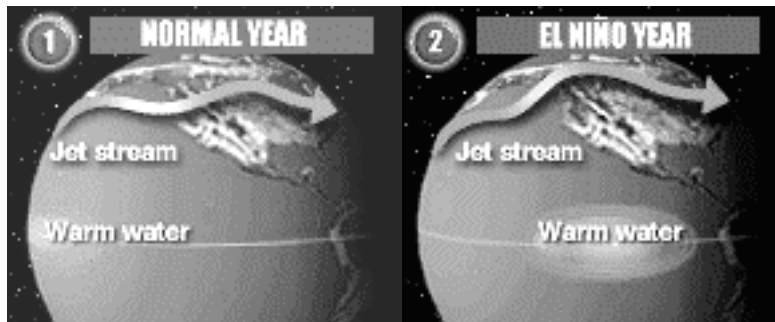 1 NORMAL YEAR
Jet stream
Warm water
2 EL NIÑO YEAR
Jet stream
Warm water